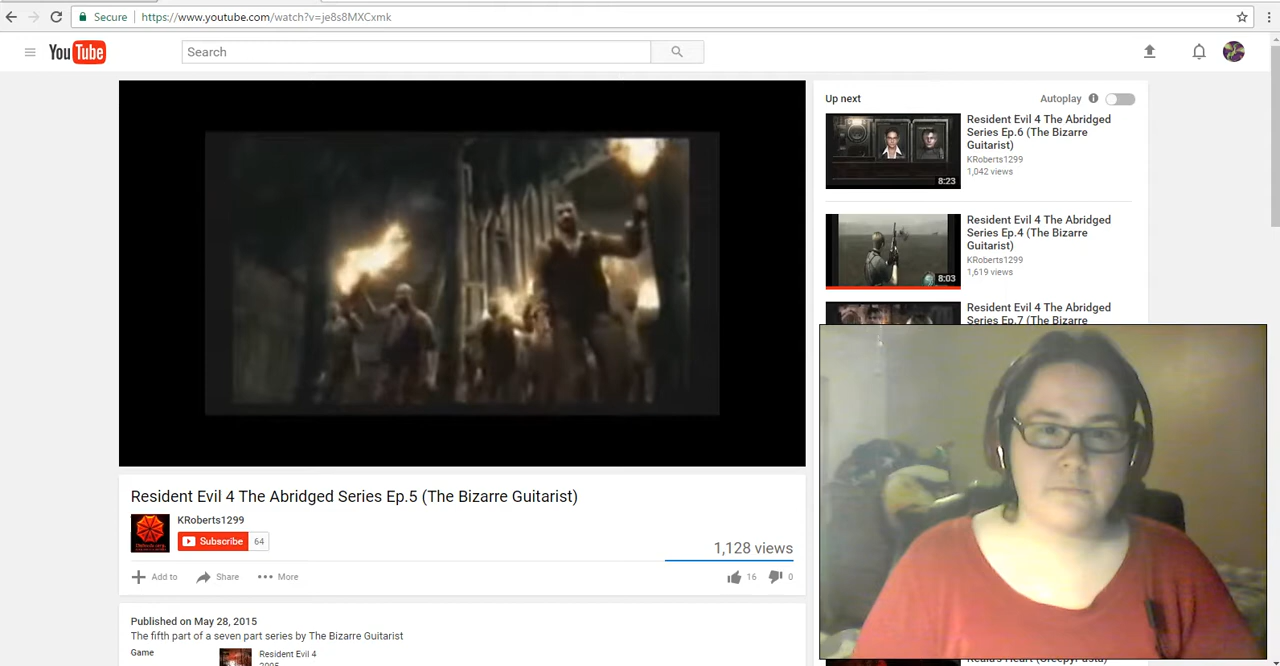 Secure https://www.youtube.com/watch?v=je8s8MXCxmk
YouTube
Search
Resident Evil 4 The Abridged Series Ep.5 (The Bizarre Guitarist)
KRoberts1299
Subscribe 64
1,128 views
Add to Share More 16 0
Published on May 28, 2015
The fifth part of a seven part series by The Bizarre Guitarist
Game
Resident Evil 4
2005
Up next Autoplay
8:23
Resident Evil 4 The Abridged
Series Ep.6 (The Bizarre
Guitarist)
KRoberts1299
1,042 views
8:03
Resident Evil 4 The Abridged
Series Ep.4 (The Bizarre
Guitarist)
KRoberts1299
1,619 views
Resident Evil 4 The Abridged
Series Ep.7 (The Bizarre